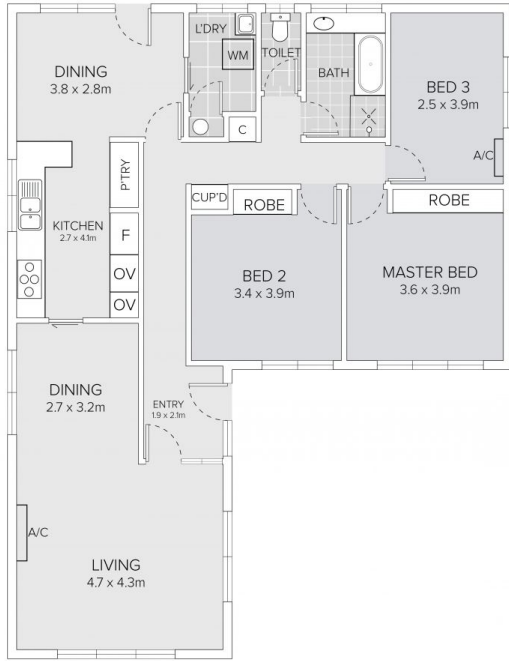 L'DRY
WM
TOILET
BATH
DINING
3.8 x 2.8m
BED 3
2.5 x 3.9m
A/C
C
P'TRY
CUP'D
ROBE
ROBE
KITCHEN
2.7 x 4.1m
F
OV
OV
BED 2
3.4 x 3.9m
MASTER BED
3.6 x 3.9m
DINING
2.7 x 3.2m
ENTRY
1.9 x 2.1m
A/C
LIVING
4.7 x 4.3m